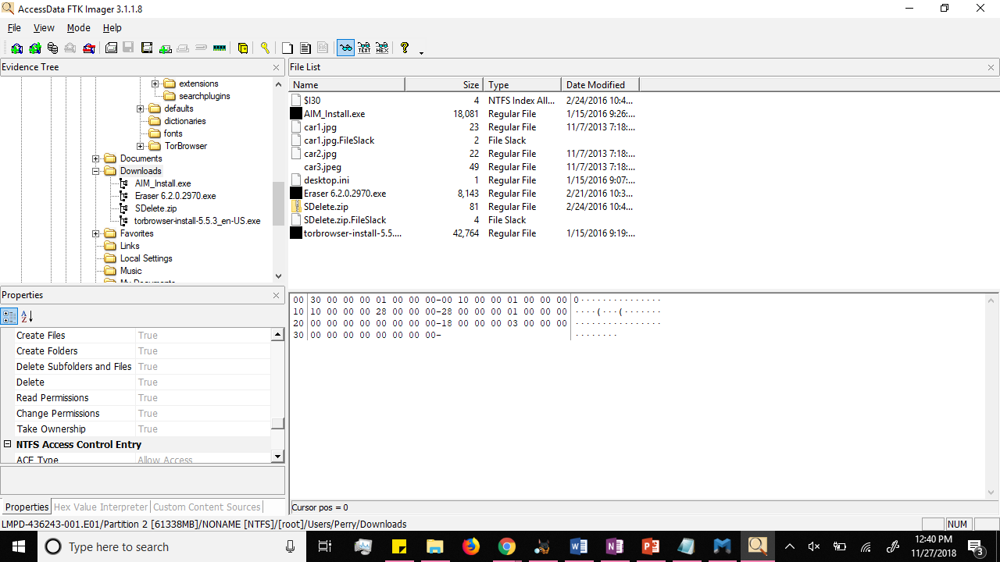 AccessData FTK Imager 3.1.1.8
File View Mode Help
Evidence Tree
extensions
searchplugins
defaults
dictionaries
fonts
TorBrowser
Documents
Downloads
AIM_Install.exe
Eraser 6.2.0.2970.exe
SDelete.zip
torbrowser-install-5.5.3_en-US.exe
Favorites
Links
Local Settings
Music
My Documents
File List
Name Size Type Date Modified
$I30 4 NTFS Index All... 2/24/2016 10:4...
AIM_Install.exe 18,081 Regular File 1/15/2016 9:26:...
car1.jpg 23 Regular File 11/7/2013 7:18:...
car1.jpg.FileSlack 2 File Slack
car2.jpg 22 Regular File 11/7/2013 7:18:...
car3.jpeg 49 Regular File 11/7/2013 7:18:...
desktop.ini 1 Regular File 1/15/2016 9:07:...
Eraser 6.2.0.2970.exe 8,143 Regular File 2/21/2016 10:3...
SDelete.zip 81 Regular File 2/24/2016 10:4...
SDelete.zip.FileSlack 4 File Slack
torbrowser-install-5.5.... 42,764 Regular File 1/15/2016 9:19:...
Properties
Create Files True
Create Folders True
Delete Subfolders and Files True
Delete True
Read Permissions True
Change Permissions True
Take Ownership True
NTFS Access Control Entry
ACE Type Allow Access
Properties Hex Value Interpreter Custom Content Sources
00 30 00 00 00 01 00 00 00-00 10 00 00 01 00 00 00 0···············
10 10 00 00 00 28 00 00 00-28 00 00 00 01 00 00 00 ····(···(·······
20 00 00 00 00 00 00 00 00-18 00 00 00 03 00 00 00 ················
30 00 00 00 00 00 00 00 00- ········
Cursor pos = 0
LMPD-436243-001.E01/Partition 2 [61338MB]/NONAME [NTFS]/[root]/Users/Perry/Downloads
NUM
Type here to search
12:40 PM
11/27/2018
3